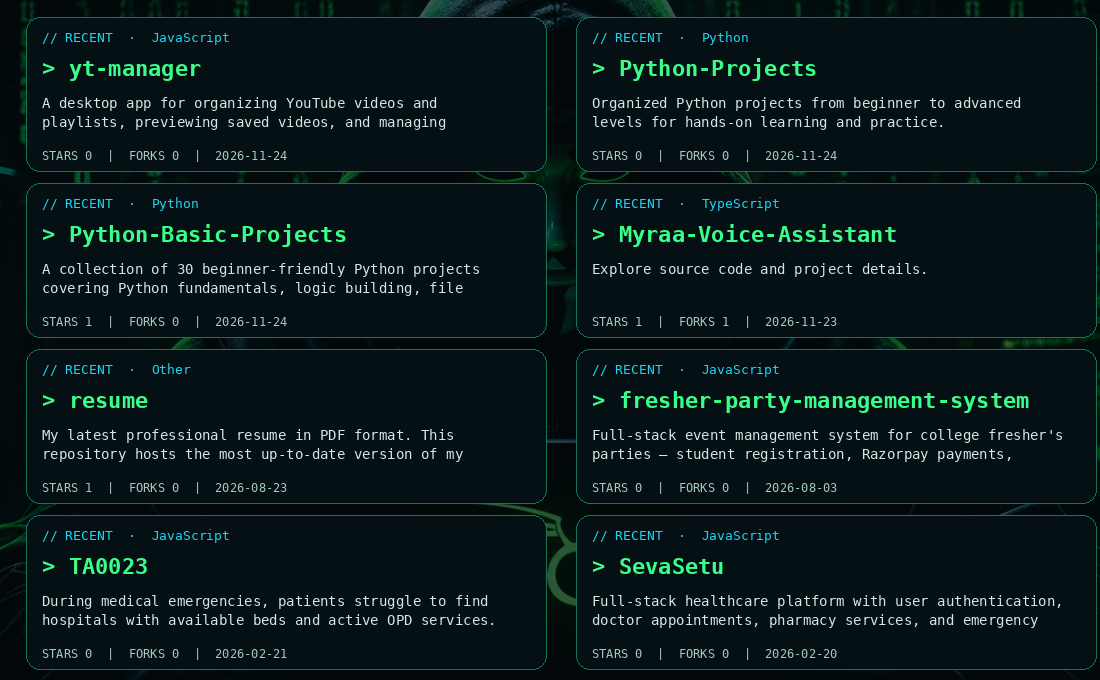 // RECENT · JavaScript
> yt-manager
A desktop app for organizing YouTube videos and
playlists, previewing saved videos, and managing
STARS 0 | FORKS 0 | 2026-11-24
// RECENT · Python
> Python-Projects
Organized Python projects from beginner to advanced
levels for hands-on learning and practice.
STARS 0 | FORKS 0 | 2026-11-24
// RECENT · Python
> Python-Basic-Projects
A collection of 30 beginner-friendly Python projects
covering Python fundamentals, logic building, file
STARS 1 | FORKS 0 | 2026-11-24
// RECENT · TypeScript
> Myraa-Voice-Assistant
Explore source code and project details.
STARS 1 | FORKS 1 | 2026-11-23
// RECENT · Other
> resume
My latest professional resume in PDF format. This
repository hosts the most up-to-date version of my
STARS 1 | FORKS 0 | 2026-08-23
// RECENT · JavaScript
> fresher-party-management-system
Full-stack event management system for college fresher's
parties — student registration, Razorpay payments,
STARS 0 | FORKS 0 | 2026-08-03
// RECENT · JavaScript
> TA0023
During medical emergencies, patients struggle to find
hospitals with available beds and active OPD services.
STARS 0 | FORKS 0 | 2026-02-21
// RECENT · JavaScript
> SevaSetu
Full-stack healthcare platform with user authentication,
doctor appointments, pharmacy services, and emergency
STARS 0 | FORKS 0 | 2026-02-20